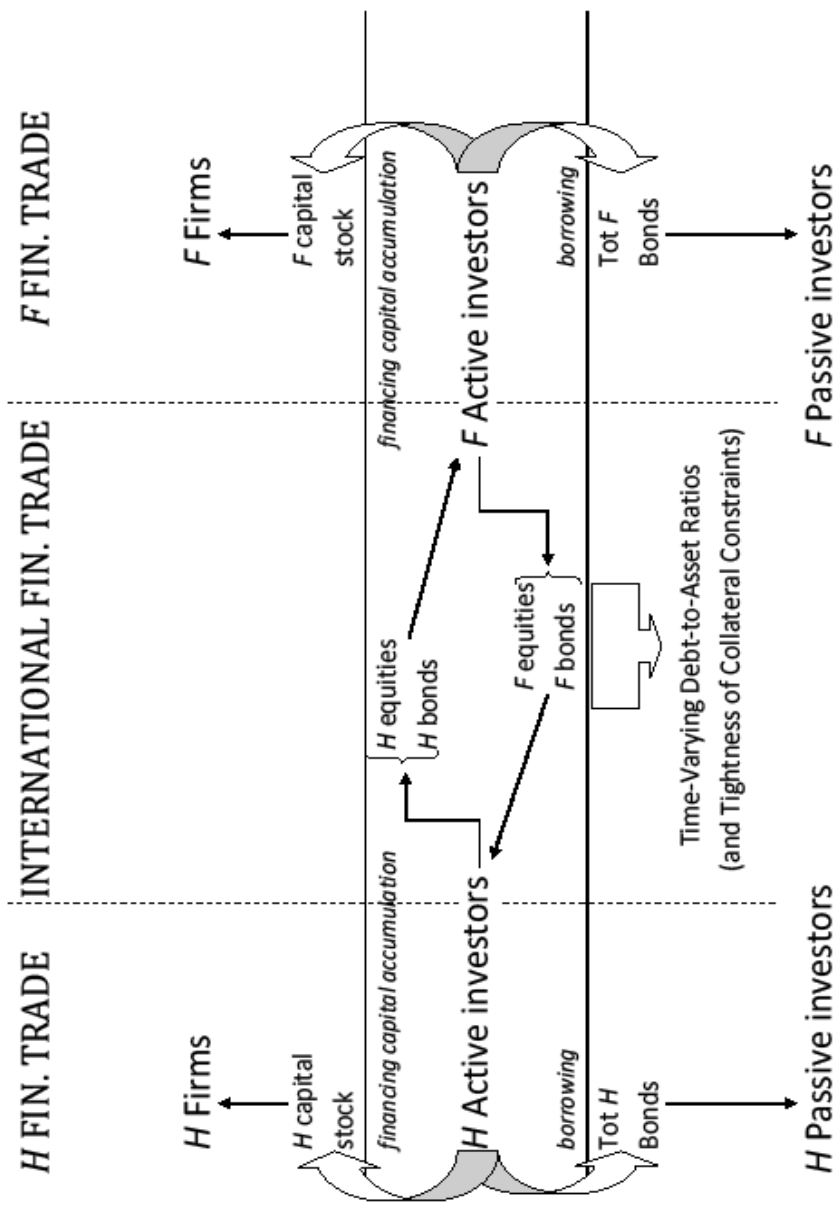 H FIN. TRADE
INTERNATIONAL FIN. TRADE
F FIN. TRADE
H Firms
F Firms
H capital
stock
F capital
stock
financing capital accumulation
financing capital accumulation
H equities
H bonds
H Active investors
F Active investors
F equities
F bonds
borrowing
borrowing
Tot H
Bonds
Tot F
Bonds
Time-Varying Debt-to-Asset Ratios
(and Tightness of Collateral Constraints)
H Passive investors
F Passive investors